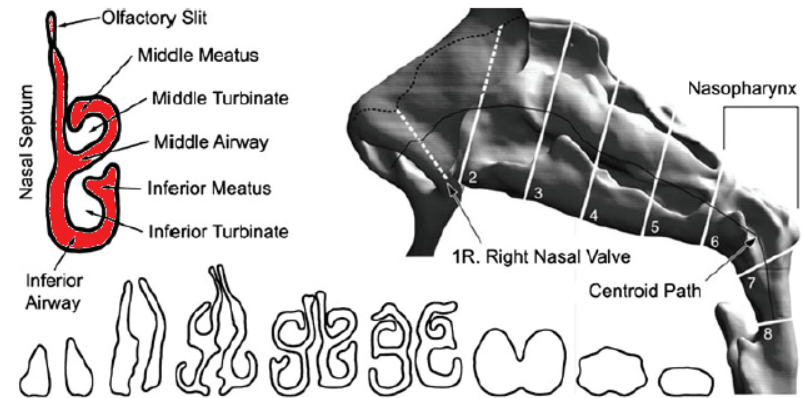 Olfactory Slit
Middle Meatus
Middle Turbinate
Nasal Septum
Middle Airway
Inferior Meatus
Inferior Turbinate
Inferior
Airway
Nasopharynx
2
3
4
5
6
7
8
1R. Right Nasal Valve
Centroid Path